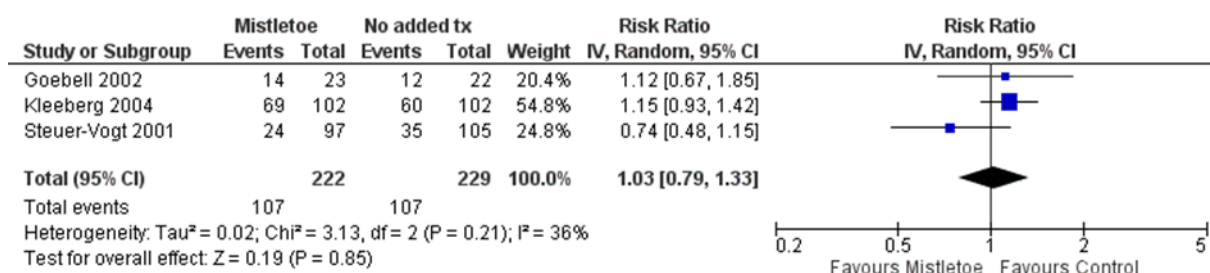 Mistletoe No added tx Risk Ratio Risk Ratio
Study or Subgroup Events Total Events Total Weight IV, Random, 95% CI IV, Random, 95% CI
Goebell 2002 14 23 12 22 20.4% 1.12 [0.67, 1.85]
Kleeberg 2004 69 102 60 102 54.8% 1.15 [0.93, 1.42]
Steuer-Vogt 2001 24 97 35 105 24.8% 0.74 [0.48, 1.15]
Total (95% CI) 222 229 100.0% 1.03 [0.79, 1.33]
Total events 107 107
Heterogeneity: Tau² = 0.02; Chi² = 3.13, df = 2 (P = 0.21); I² = 36%
Test for overall effect: Z = 0.19 (P = 0.85)
0.2 0.5 1 2 5
Favours Mistletoe Favours Control